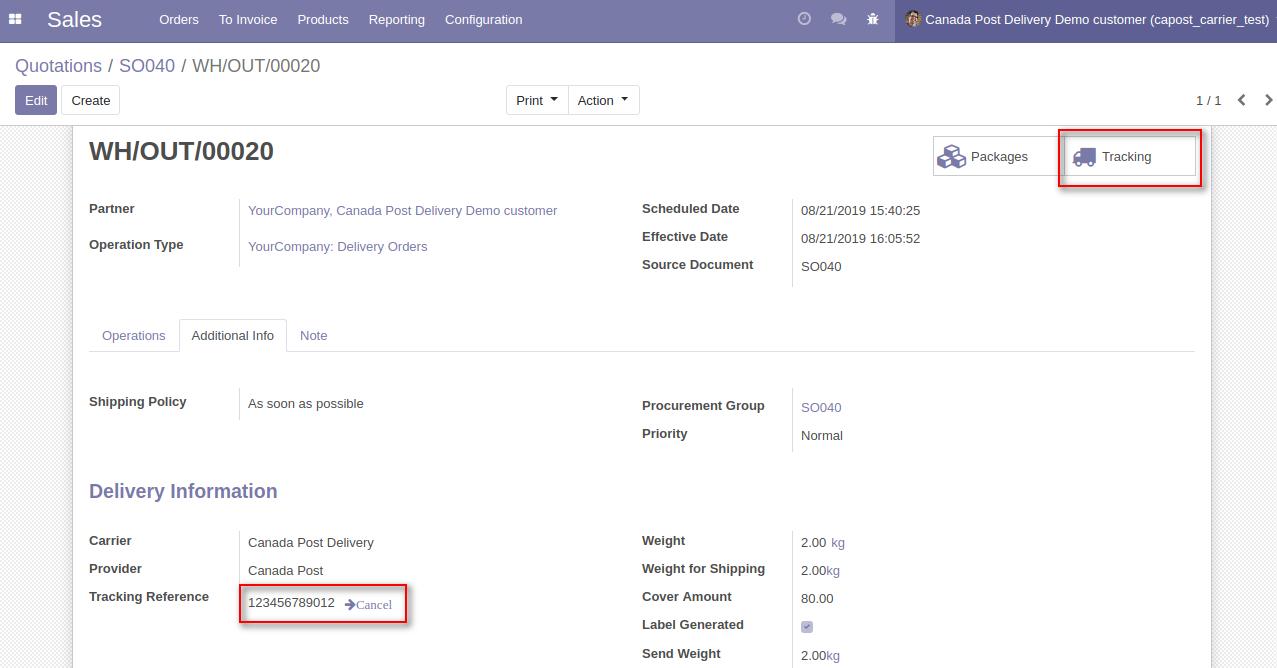 Sales Orders To Invoice Products Reporting Configuration Canada Post Delivery Demo customer (capost_carrier_test)
Quotations / SO040 / WH/OUT/00020
Edit Create Print Action 1 / 1
WH/OUT/00020
Packages Tracking
Partner YourCompany, Canada Post Delivery Demo customer
Operation Type YourCompany: Delivery Orders
Scheduled Date 08/21/2019 15:40:25
Effective Date 08/21/2019 16:05:52
Source Document SO040
Operations Additional Info Note
Shipping Policy As soon as possible
Procurement Group SO040
Priority Normal
Delivery Information
Carrier Canada Post Delivery
Provider Canada Post
Tracking Reference 123456789012 Cancel
Weight 2.00 kg
Weight for Shipping 2.00kg
Cover Amount 80.00
Label Generated
Send Weight 2.00kg